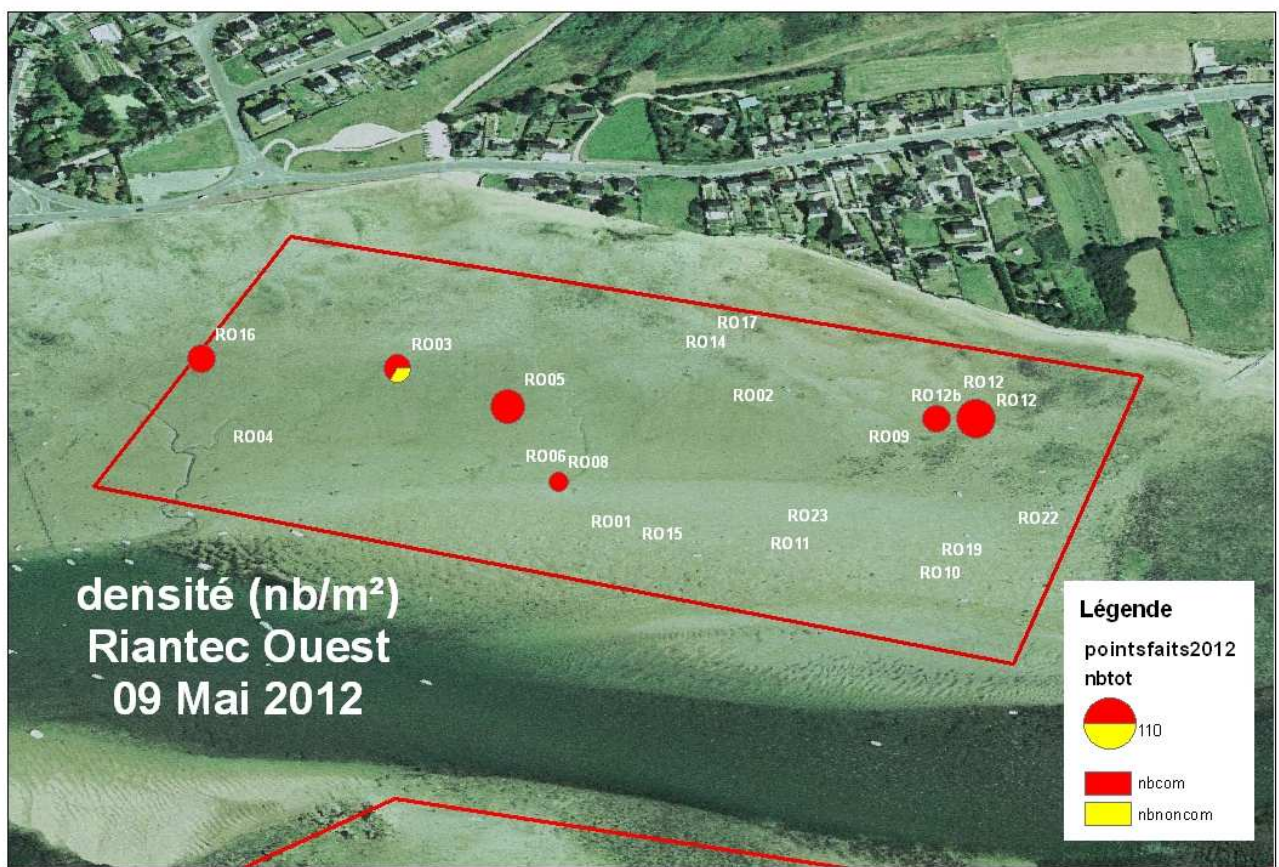 RO17
RO16
RO14
RO03
RO05
RO12
RO02
RO12b
RO12
RO04
RO09
RO06
RO08
RO23
RO22
RO01
RO15
RO11
RO19
RO10
densité (nb/m²)
Riantec Ouest
09 Mai 2012
Légende
pointsfaits2012
nbtot
110
nbcom
nbnoncom